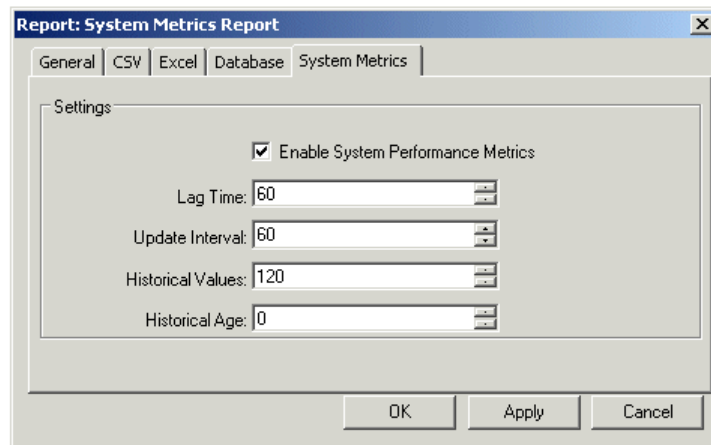 Report: System Metrics Report
General CSV Excel Database System Metrics
Settings
Enable System Performance Metrics
Lag Time: 60
Update Interval: 60
Historical Values: 120
Historical Age: 0
OK Apply Cancel